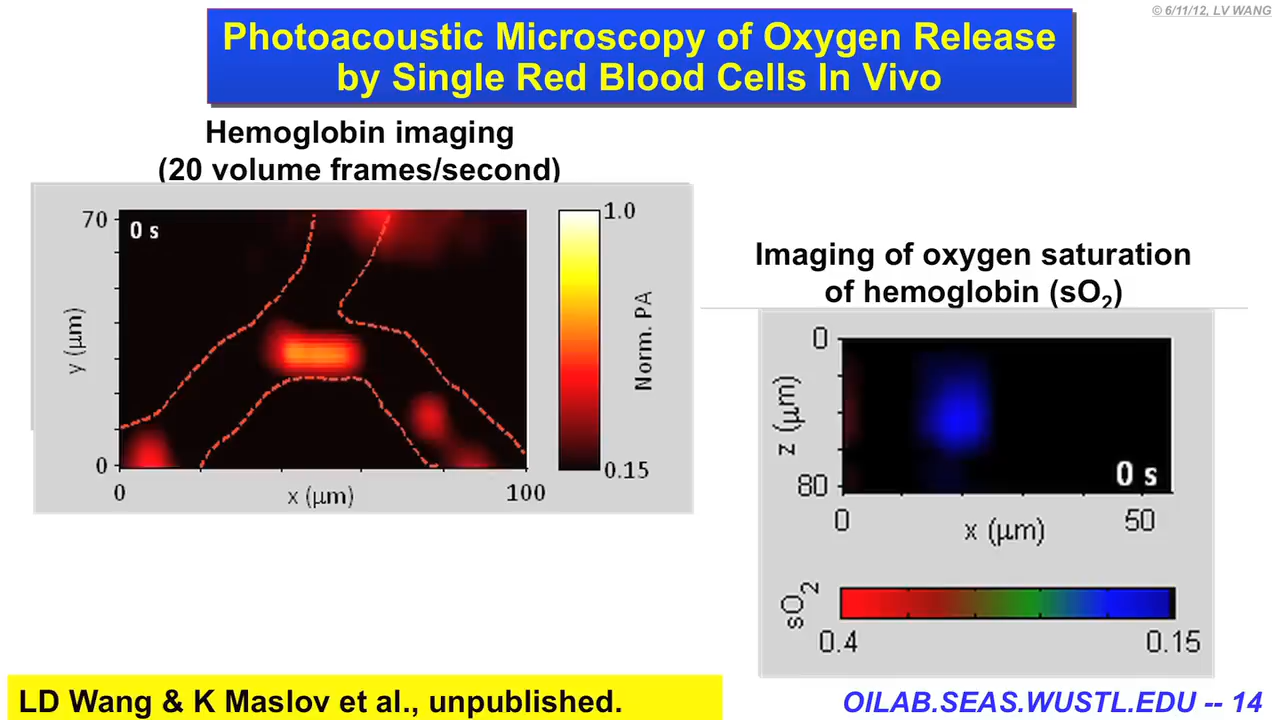 © 6/11/12, LV WANG
Photoacoustic Microscopy of Oxygen Release
by Single Red Blood Cells In Vivo
Hemoglobin imaging
(20 volume frames/second)
70
0 s
y (μm)
0
0
x (μm)
100
1.0
Norm. PA
0.15
Imaging of oxygen saturation
of hemoglobin (sO₂)
0
z (μm)
80
0 s
0
x (μm)
50
sO₂
0.4
0.15
LD Wang & K Maslov et al., unpublished.
OILAB.SEAS.WUSTL.EDU -- 14